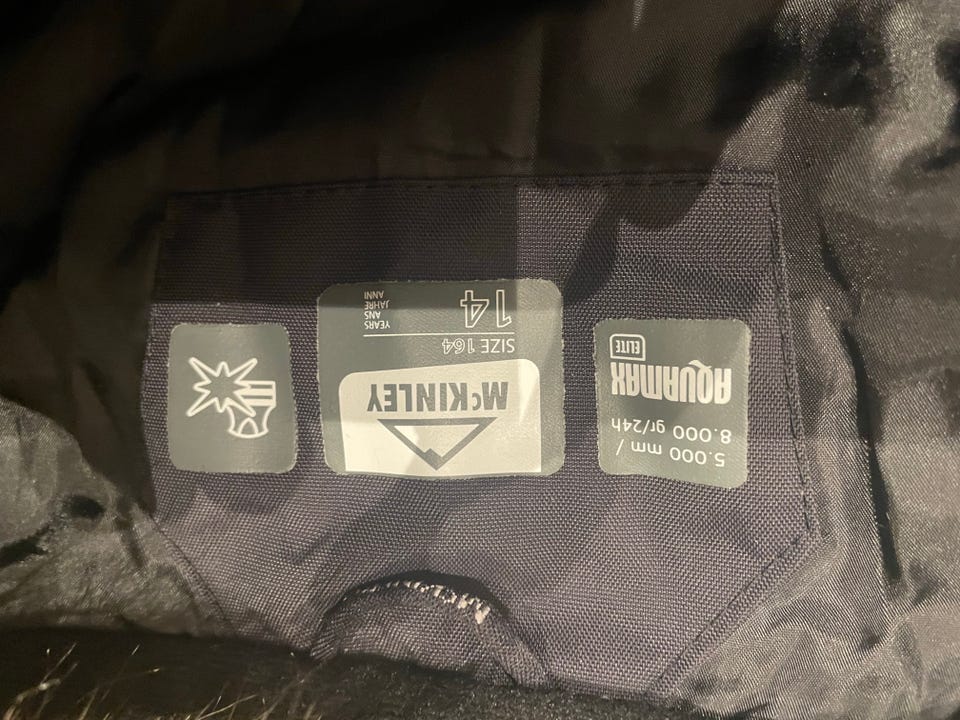 5.000 mm /
8.000 gr/24h
AQUAMAX
ELITE
McKINLEY
SIZE 164
14
YEARS
ANS
JAHRE
ANNI